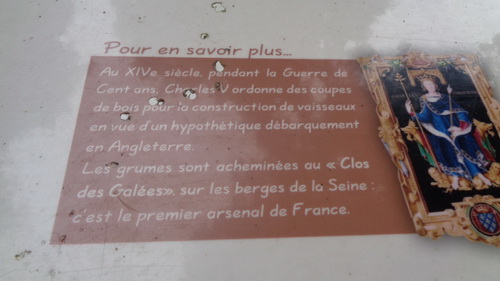 Pour en savoir plus...
Au XIVe siècle, pendant la Guerre de
Cent ans, Charles V ordonne des coupes
de bois pour la construction de vaisseaux
en vue d'un hypothétique débarquement
en Angleterre.
Les grumes sont acheminées au « Clos
des Galées», sur les berges de la Seine :
c'est le premier arsenal de France.